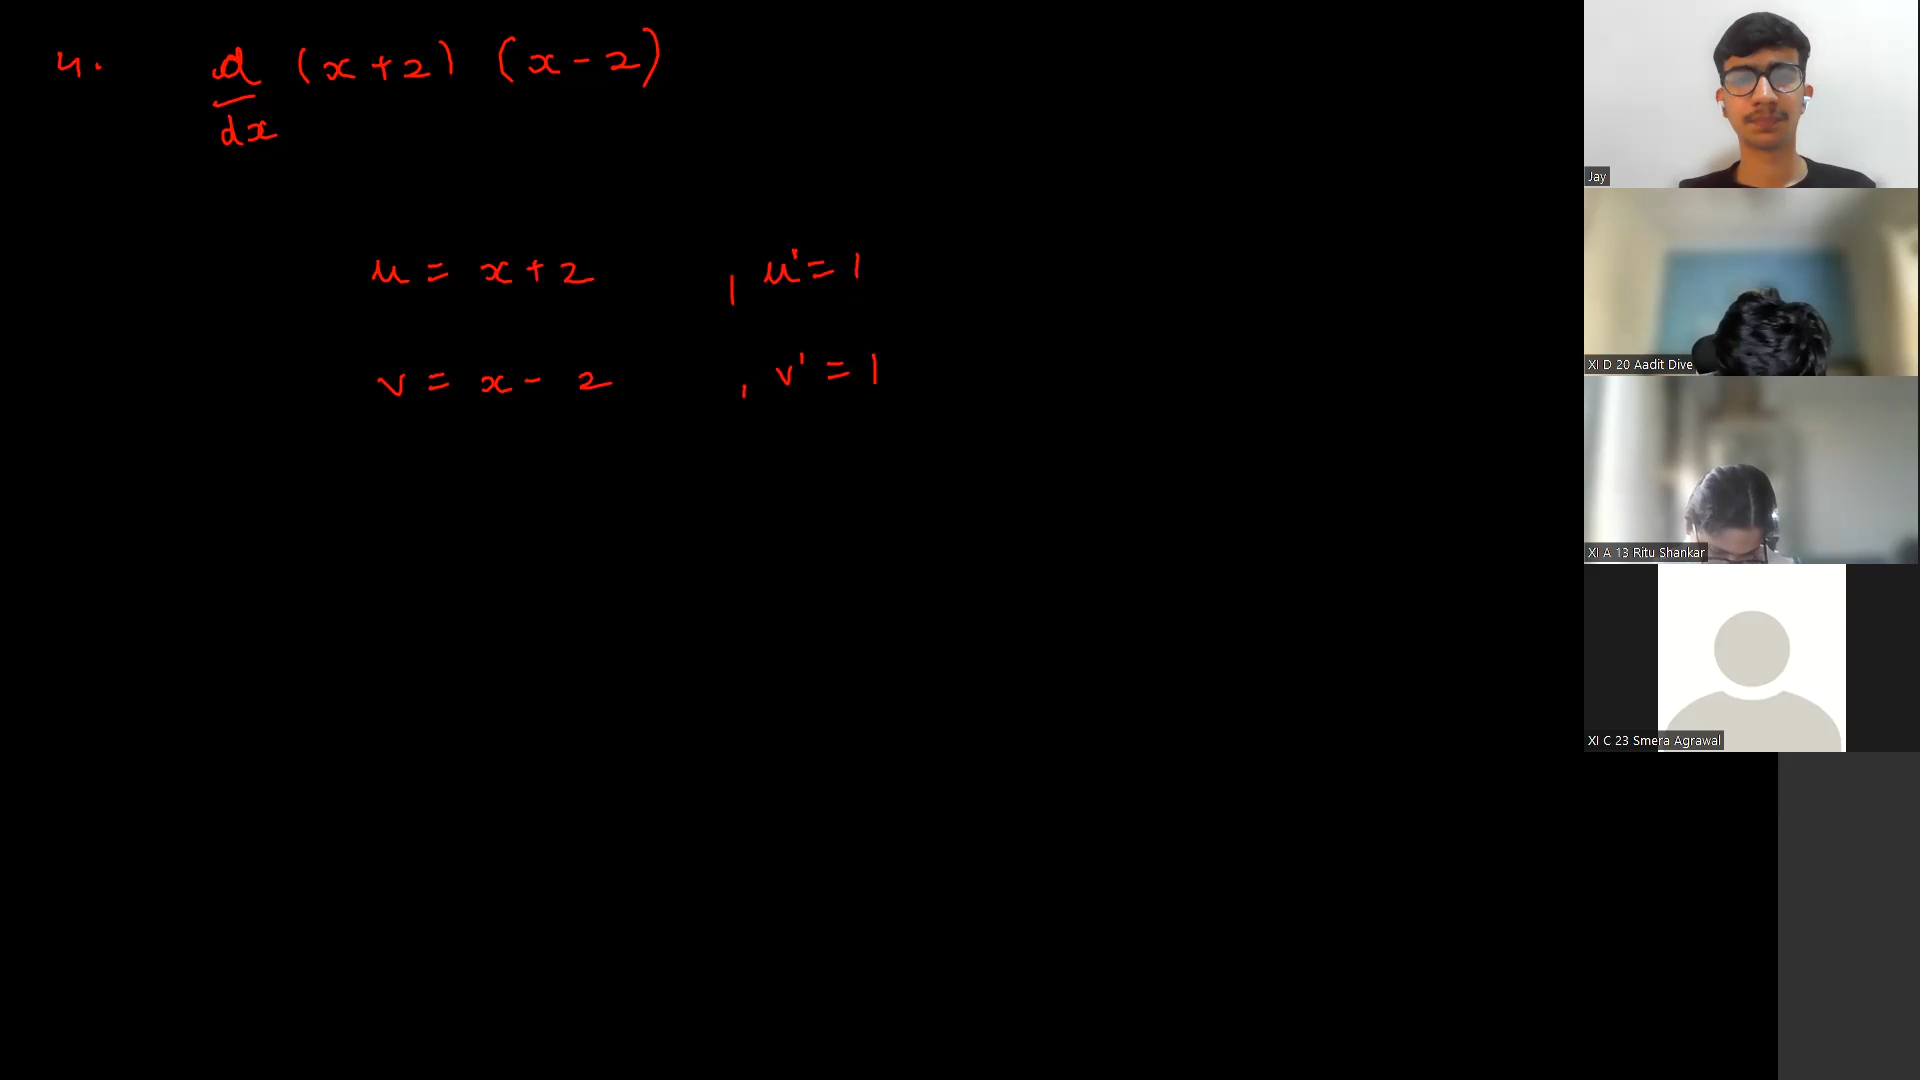 4. d/dx (x+2) (x-2)
u = x+2 , u' = 1
v = x - 2 , v' = 1
Jay
XI D 20 Aadit Dive
XI A 13 Ritu Shankar
XI C 23 Smera Agrawal